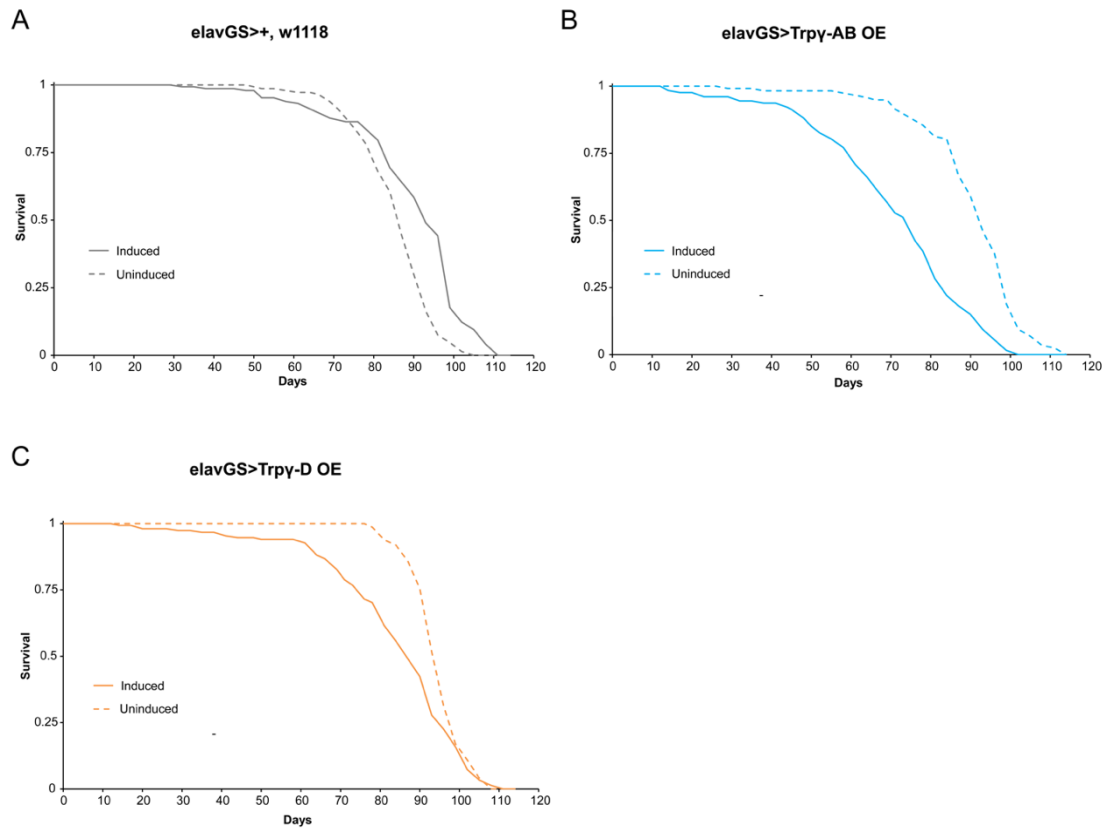 A
elavGS>+, w1118
1
0.75
0.5
0.25
0
Survival
Induced
Uninduced
0 10 20 30 40 50 60 70 80 90 100 110 120
Days
B
elavGS>Trpγ-AB OE
1
0.75
0.5
0.25
0
Survival
Induced
Uninduced
-
0 10 20 30 40 50 60 70 80 90 100 110 120
Days
C
elavGS>Trpγ-D OE
1
0.75
0.5
0.25
0
Survival
Induced
Uninduced
-
0 10 20 30 40 50 60 70 80 90 100 110 120
Days